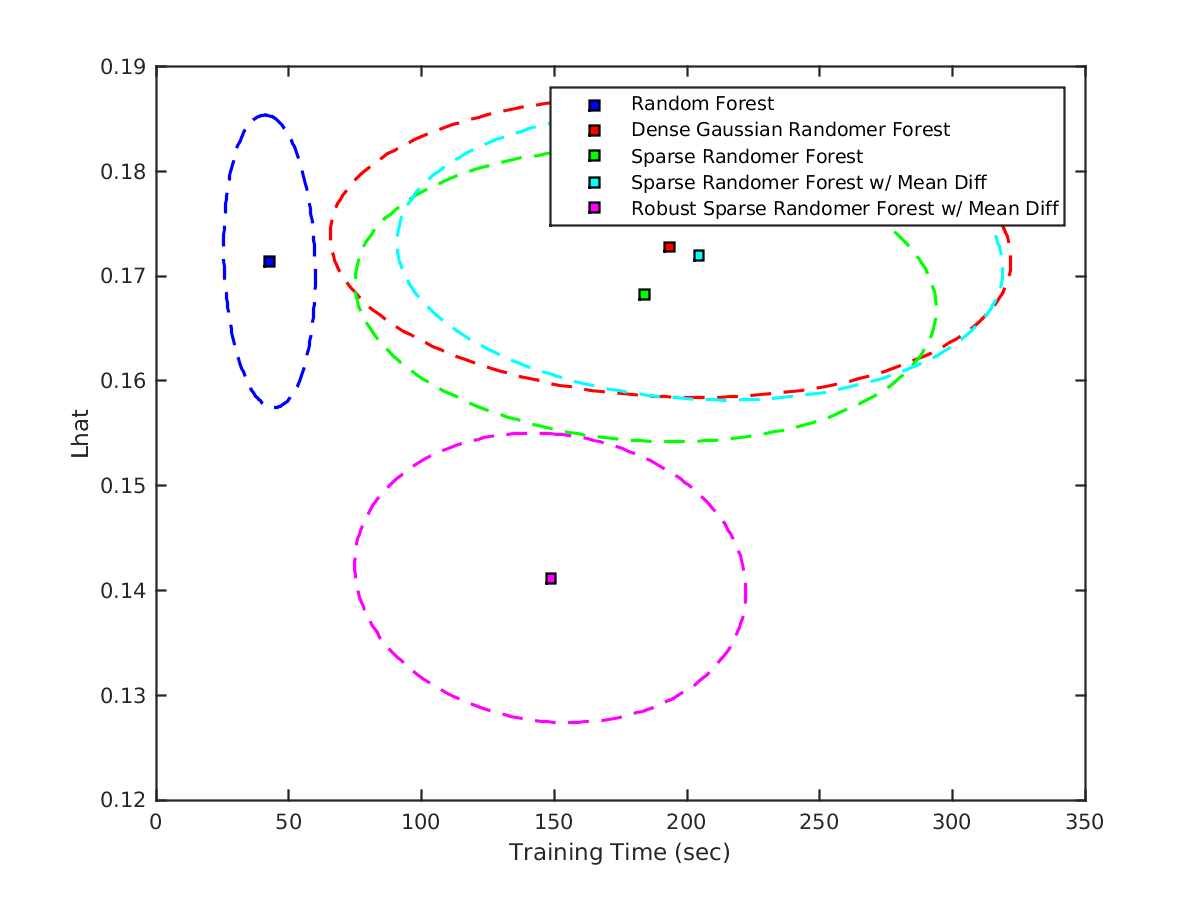 0.19
0.18
0.17
0.16
0.15
0.14
0.13
0.12
Lhat
Random Forest
Dense Gaussian Randomer Forest
Sparse Randomer Forest
Sparse Randomer Forest w/ Mean Diff
Robust Sparse Randomer Forest w/ Mean Diff
0 50 100 150 200 250 300 350
Training Time (sec)